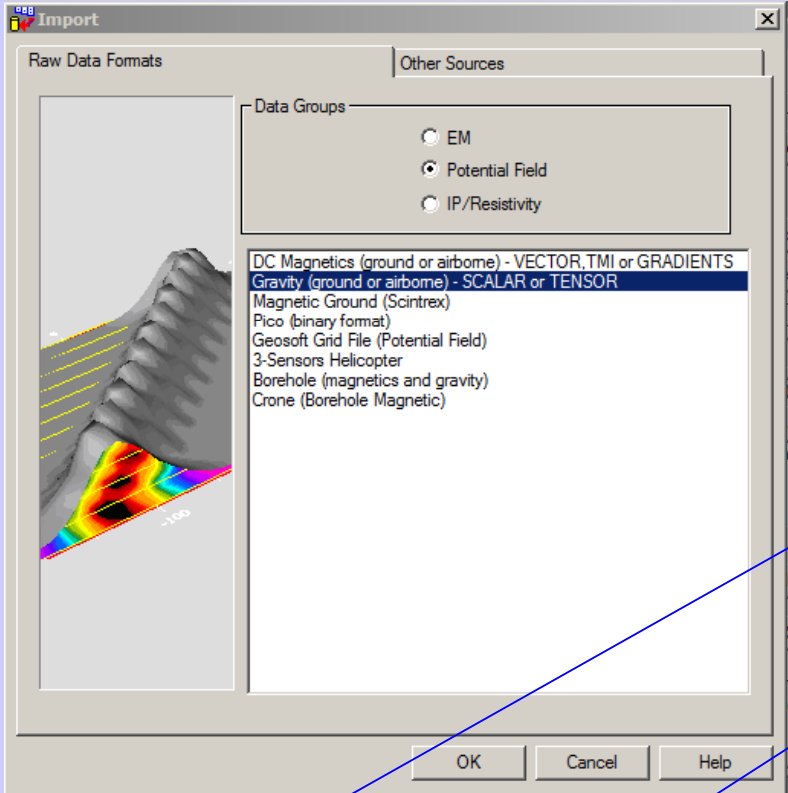 Import
Raw Data Formats
Other Sources
Data Groups
EM
Potential Field
IP/Resistivity
DC Magnetics (ground or airborne) - VECTOR,TMI or GRADIENTS
Gravity (ground or airborne) - SCALAR or TENSOR
Magnetic Ground (Scintrex)
Pico (binary format)
Geosoft Grid File (Potential Field)
3-Sensors Helicopter
Borehole (magnetics and gravity)
Crone (Borehole Magnetic)
-100
OK Cancel Help